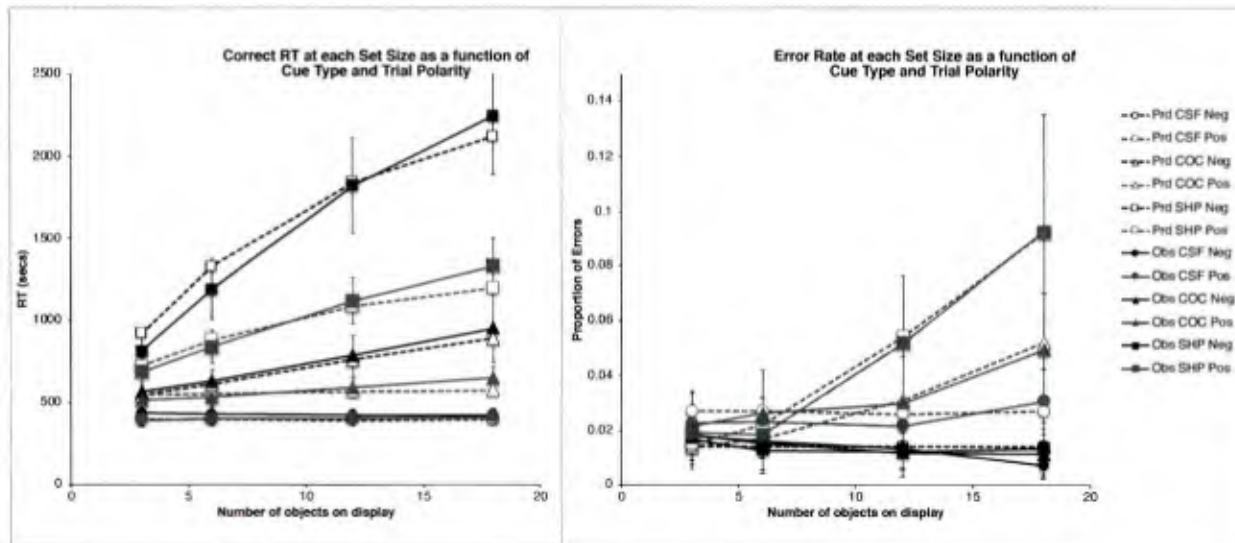 Correct RT at each Set Size as a function of
Cue Type and Trial Polarity
2500
2000
1500
1000
500
0
RT (secs)
0 5 10 15 20
Number of objects on display
Error Rate at each Set Size as a function of
Cue Type and Trial Polarity
0.14
0.12
0.1
0.08
0.06
0.04
0.02
0
Proportion of Errors
0 5 10 15 20
Number of objects on display
Prd CSF Neg
Prd CSF Pos
Prd COC Neg
Prd COC Pos
Prd SHP Neg
Prd SHP Pos
Obs CSF Neg
Obs CSF Pos
Obs COC Neg
Obs COC Pos
Obs SHP Neg
Obs SHP Pos